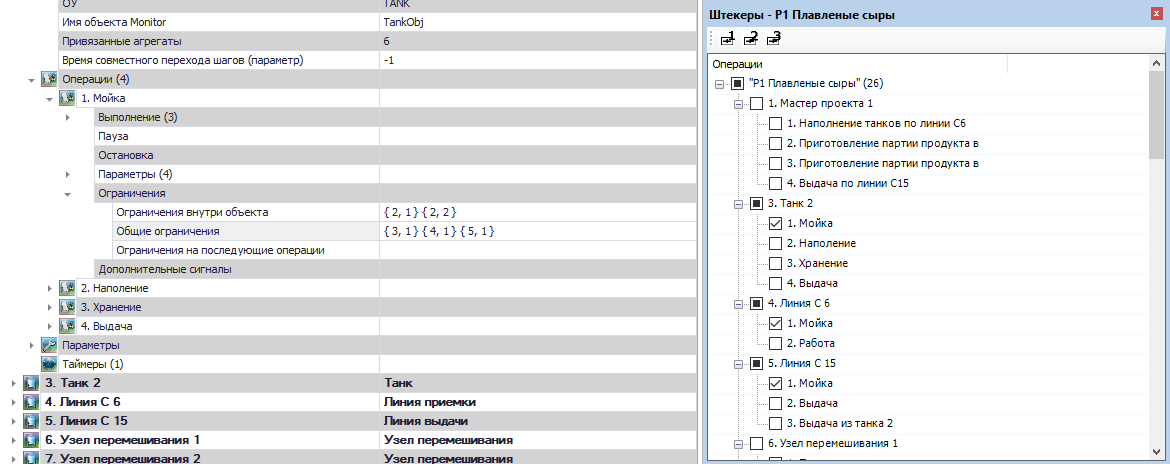 ОУ TANK
Имя объекта Monitor TankObj
Привязанные агрегаты 6
Время совместного перехода шагов (параметр) -1
Операции (4)
1. Мойка
Выполнение (3)
Пауза
Остановка
Параметры (4)
Ограничения
Ограничения внутри объекта { 2, 1 } { 2, 2 }
Общие ограничения { 3, 1 } { 4, 1 } { 5, 1 }
Ограничения на последующие операции
Дополнительные сигналы
2. Наполение
3. Хранение
4. Выдача
Параметры
Таймеры (1)
3. Танк 2 Танк
4. Линия С 6 Линия приемки
5. Линия С 15 Линия выдачи
6. Узел перемешивания 1 Узел перемешивания
7. Узел перемешивания 2 Узел перемешивания
Штекеры - P1 Плавленые сыры
1 2 3
Операции
"P1 Плавленые сыры" (26)
1. Мастер проекта 1
1. Наполнение танков по линии С6
2. Приготовление партии продукта в
3. Приготовление партии продукта в
4. Выдача по линии С15
3. Танк 2
1. Мойка
2. Наполение
3. Хранение
4. Выдача
4. Линия С 6
1. Мойка
2. Работа
5. Линия С 15
1. Мойка
2. Выдача
3. Выдача из танка 2
6. Узел перемешивания 1